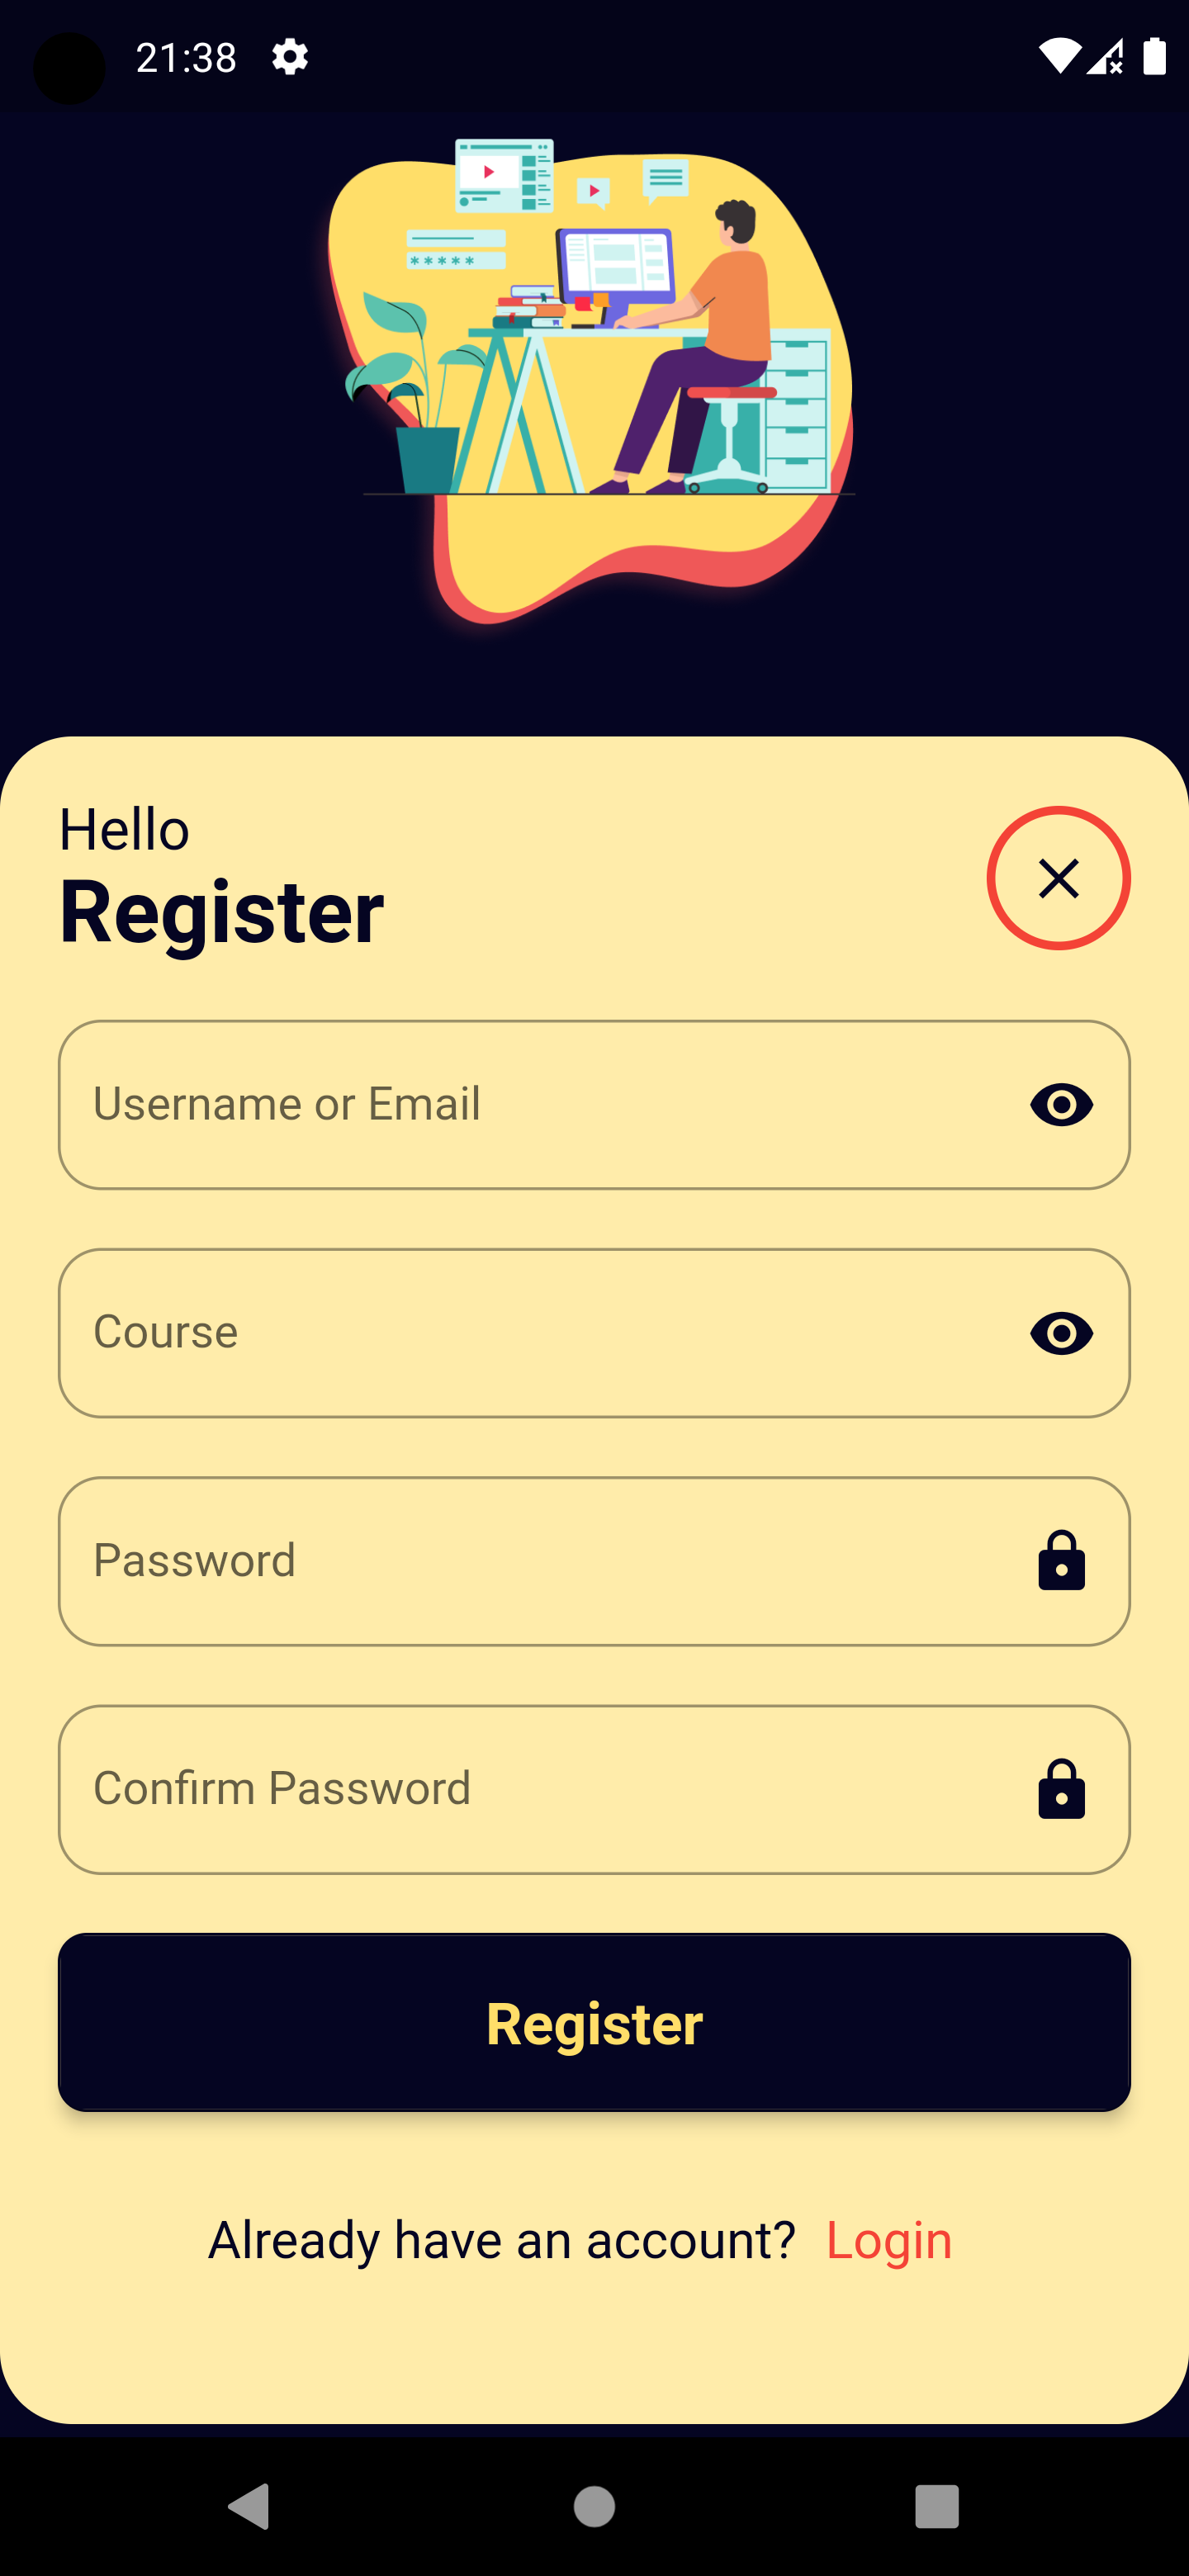 21:38
*****
Hello
Register
Username or Email
Course
Password
Confirm Password
Register
Already have an account? Login